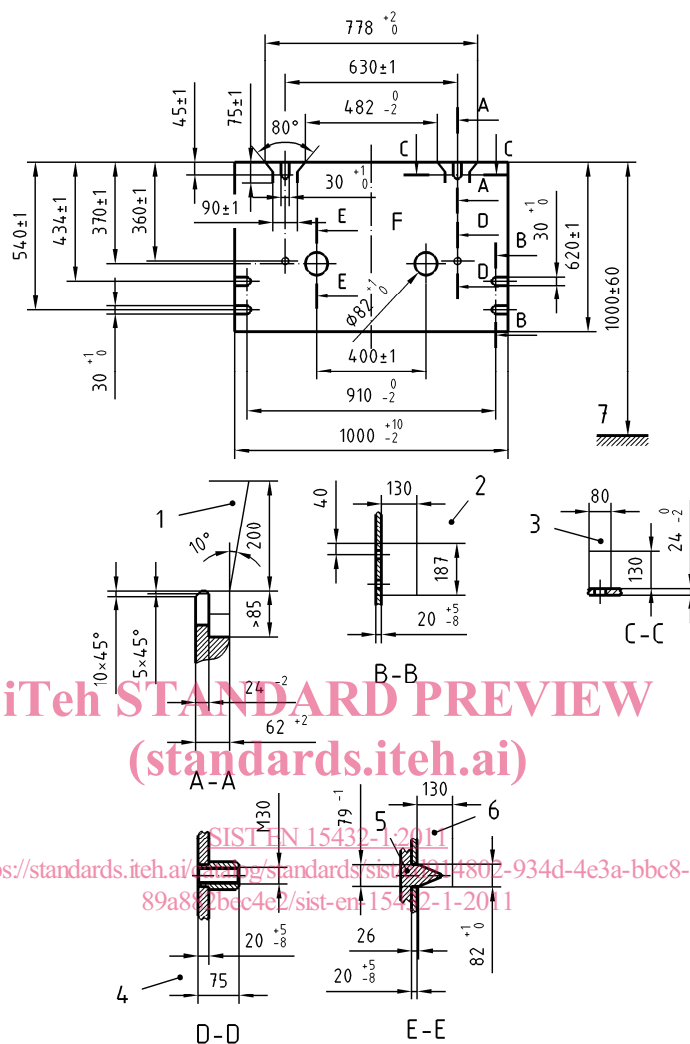 778 +2 0
630±1
482 0 -2
A
45±1
75±1
80°
C
C
30 +1 0
A
90±1
E
F
D
30 +1 0
B
540±1
434±1
370±1
360±1
620±1
1000±60
E
D
Ø82 +1 0
B
30 +1 0
400±1
910 0 -2
1000 +10 -2
7
1
10°
200
>85
10×45°
5×45°
24 -2
62 +2
A-A
40
130
2
187
20 +5 -8
B-B
80
3
130
24 0 -2
C-C
iTeh STANDARD PREVIEW
(standards.iteh.ai)
M30
20 +5 -8
75
4
D-D
79 -1
5
130
6
26
20 +5 -8
82 +1 0
E-E
SIST EN 15432-1:2011
89a882bec4e2/sist-en-15432-1-2011